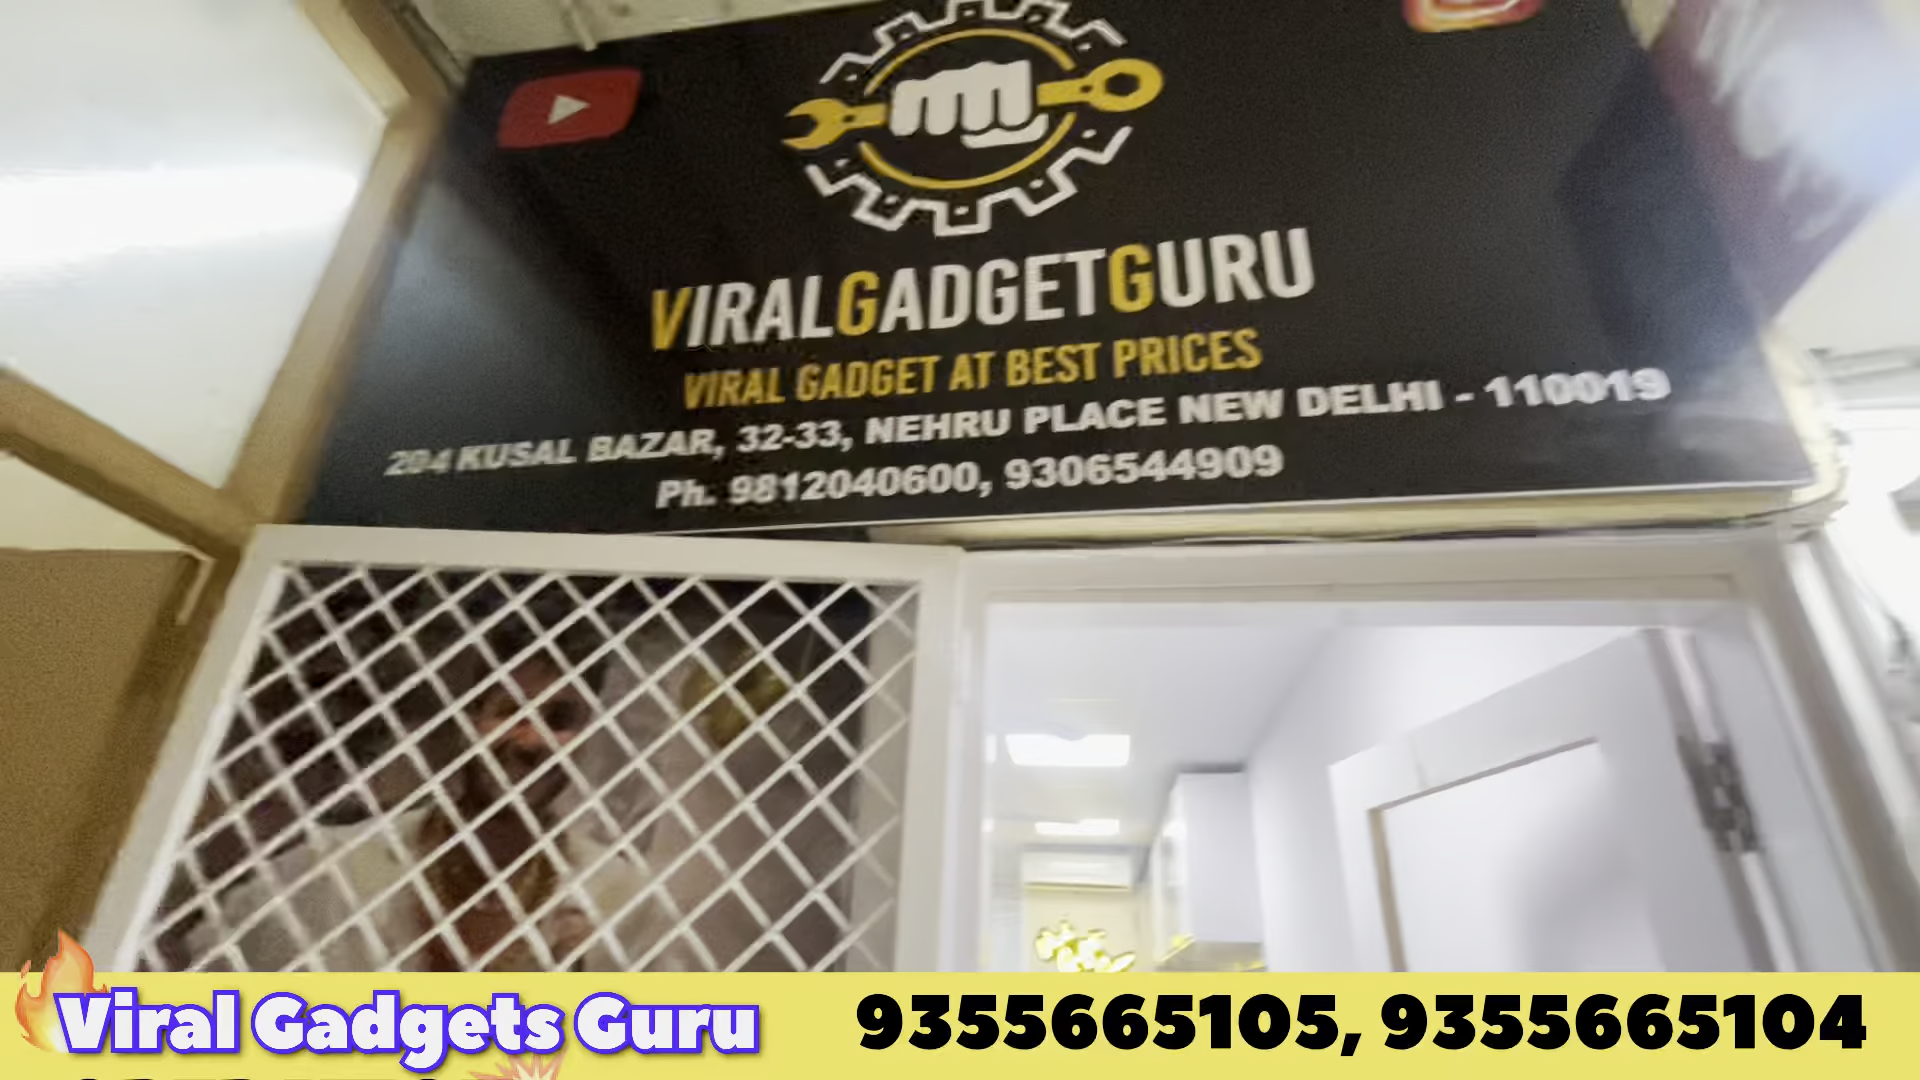 VIRALGADGETGURU
VIRAL GADGET AT BEST PRICES
204 KUSAL BAZAR, 32-33, NEHRU PLACE NEW DELHI - 110019
Ph. 9812040600, 9306544909
Viral Gadgets Guru
9355665105, 9355665104